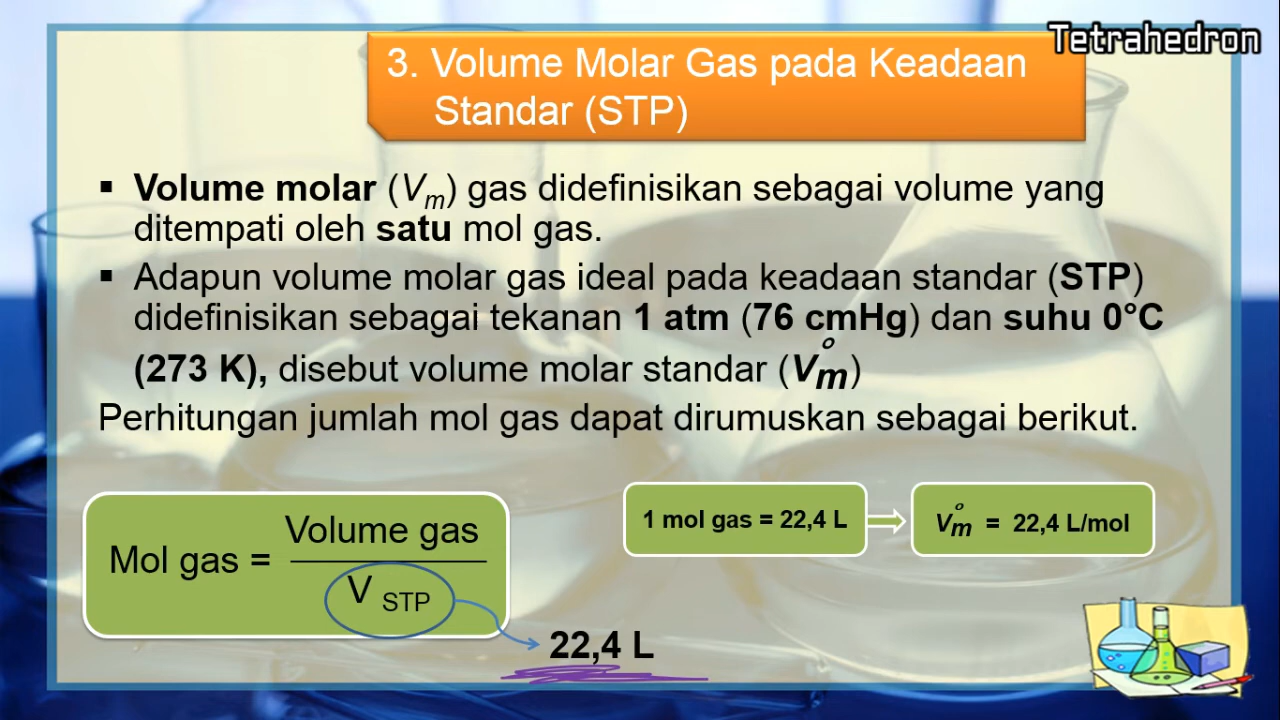 Tetrahedron
3. Volume Molar Gas pada Keadaan
Standar (STP)
▪ Volume molar (Vm) gas didefinisikan sebagai volume yang
ditempati oleh satu mol gas.
▪ Adapun volume molar gas ideal pada keadaan standar (STP)
didefinisikan sebagai tekanan 1 atm (76 cmHg) dan suhu 0°C
(273 K), disebut volume molar standar (V°m)
Perhitungan jumlah mol gas dapat dirumuskan sebagai berikut.
Mol gas = Volume gas
V STP
22,4 L
1 mol gas = 22,4 L
V°m = 22,4 L/mol